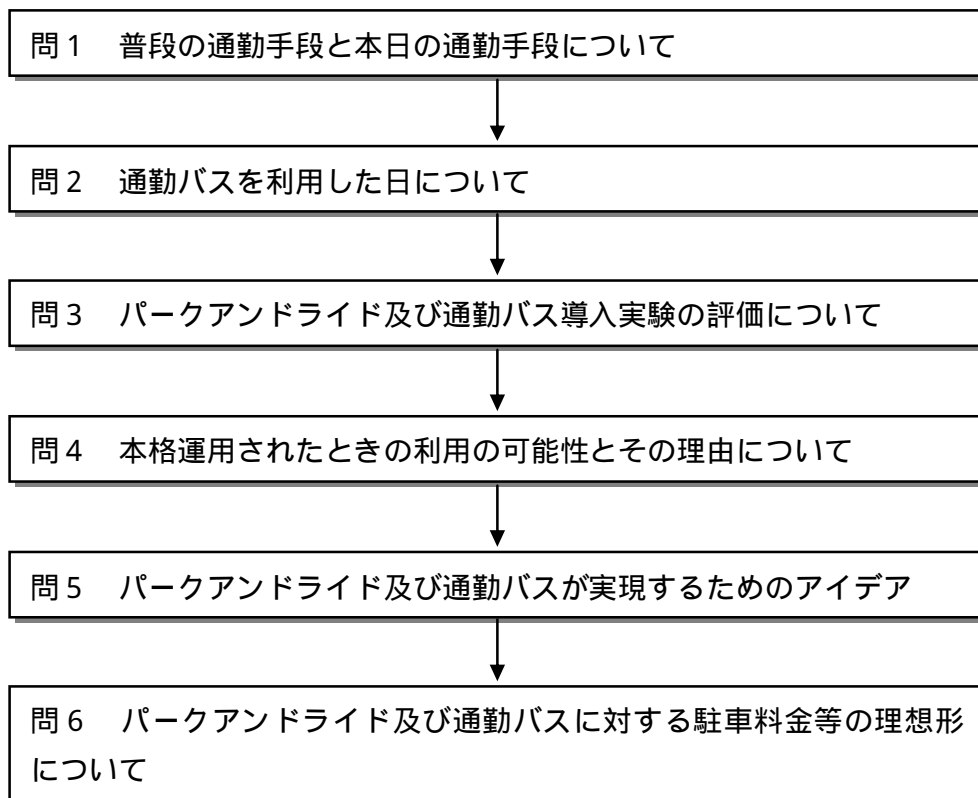 問1　普段の通勤手段と本日の通勤手段について
問2　通勤バスを利用した日について
問3　パークアンドライド及び通勤バス導入実験の評価について
問4　本格運用されたときの利用の可能性とその理由について
問5　パークアンドライド及び通勤バスが実現するためのアイデア
問6　パークアンドライド及び通勤バスに対する駐車料金等の理想形
について